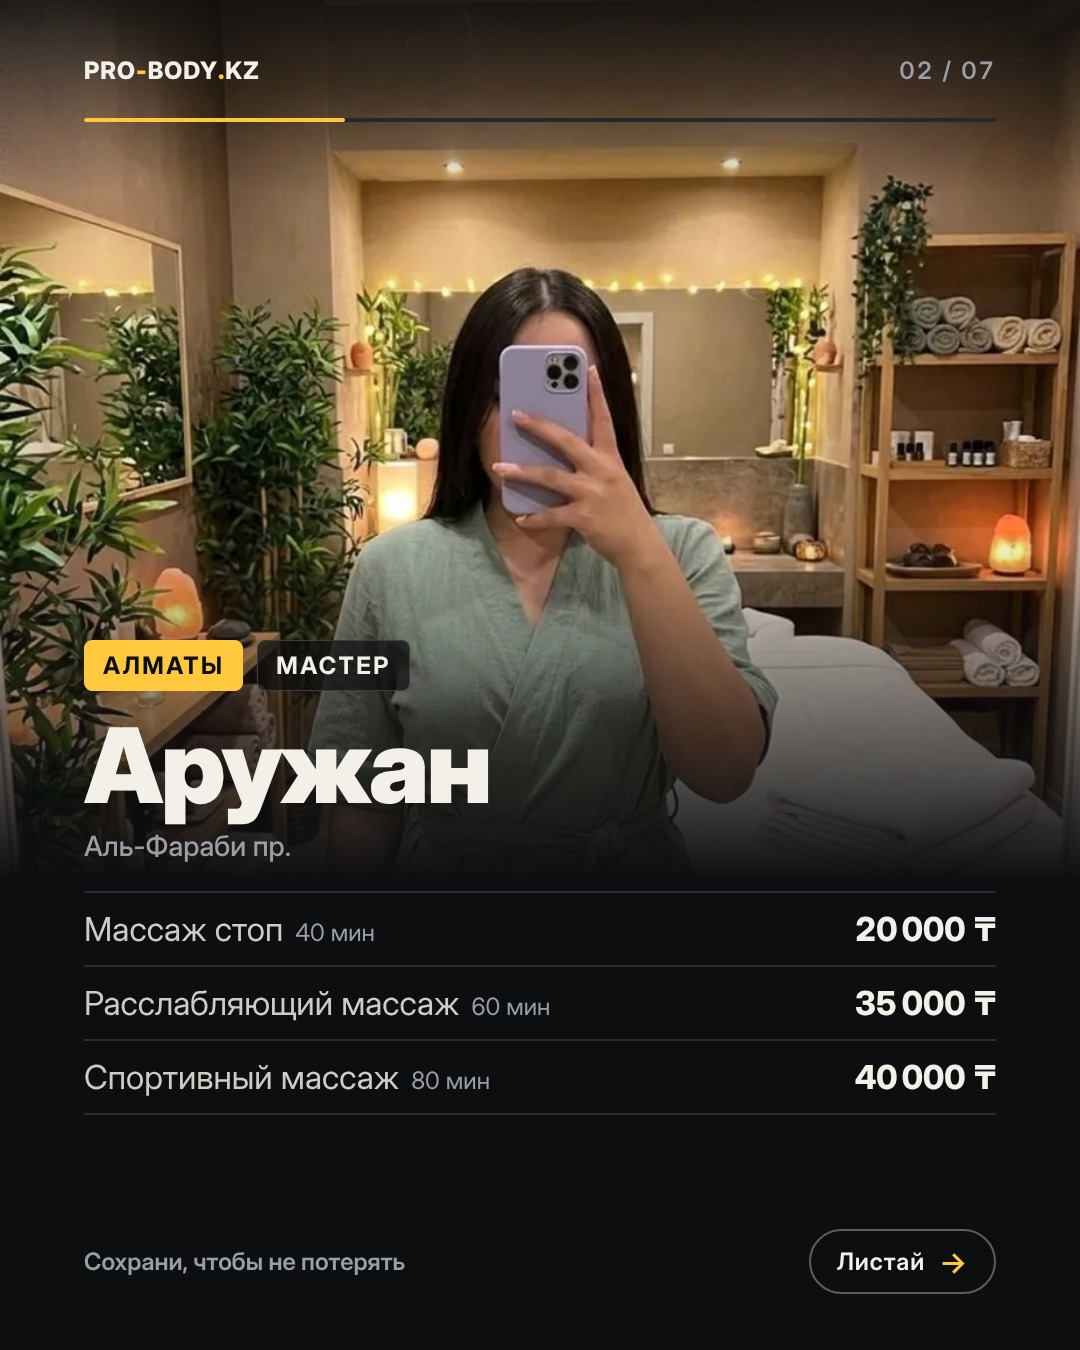 PRO-BODY.KZ
02 / 07
АЛМАТЫ
МАСТЕР
Аружан
Аль-Фараби пр.
Массаж стоп 40 мин 20 000 ₸
Расслабляющий массаж 60 мин 35 000 ₸
Спортивный массаж 80 мин 40 000 ₸
Сохрани, чтобы не потерять
Листай →